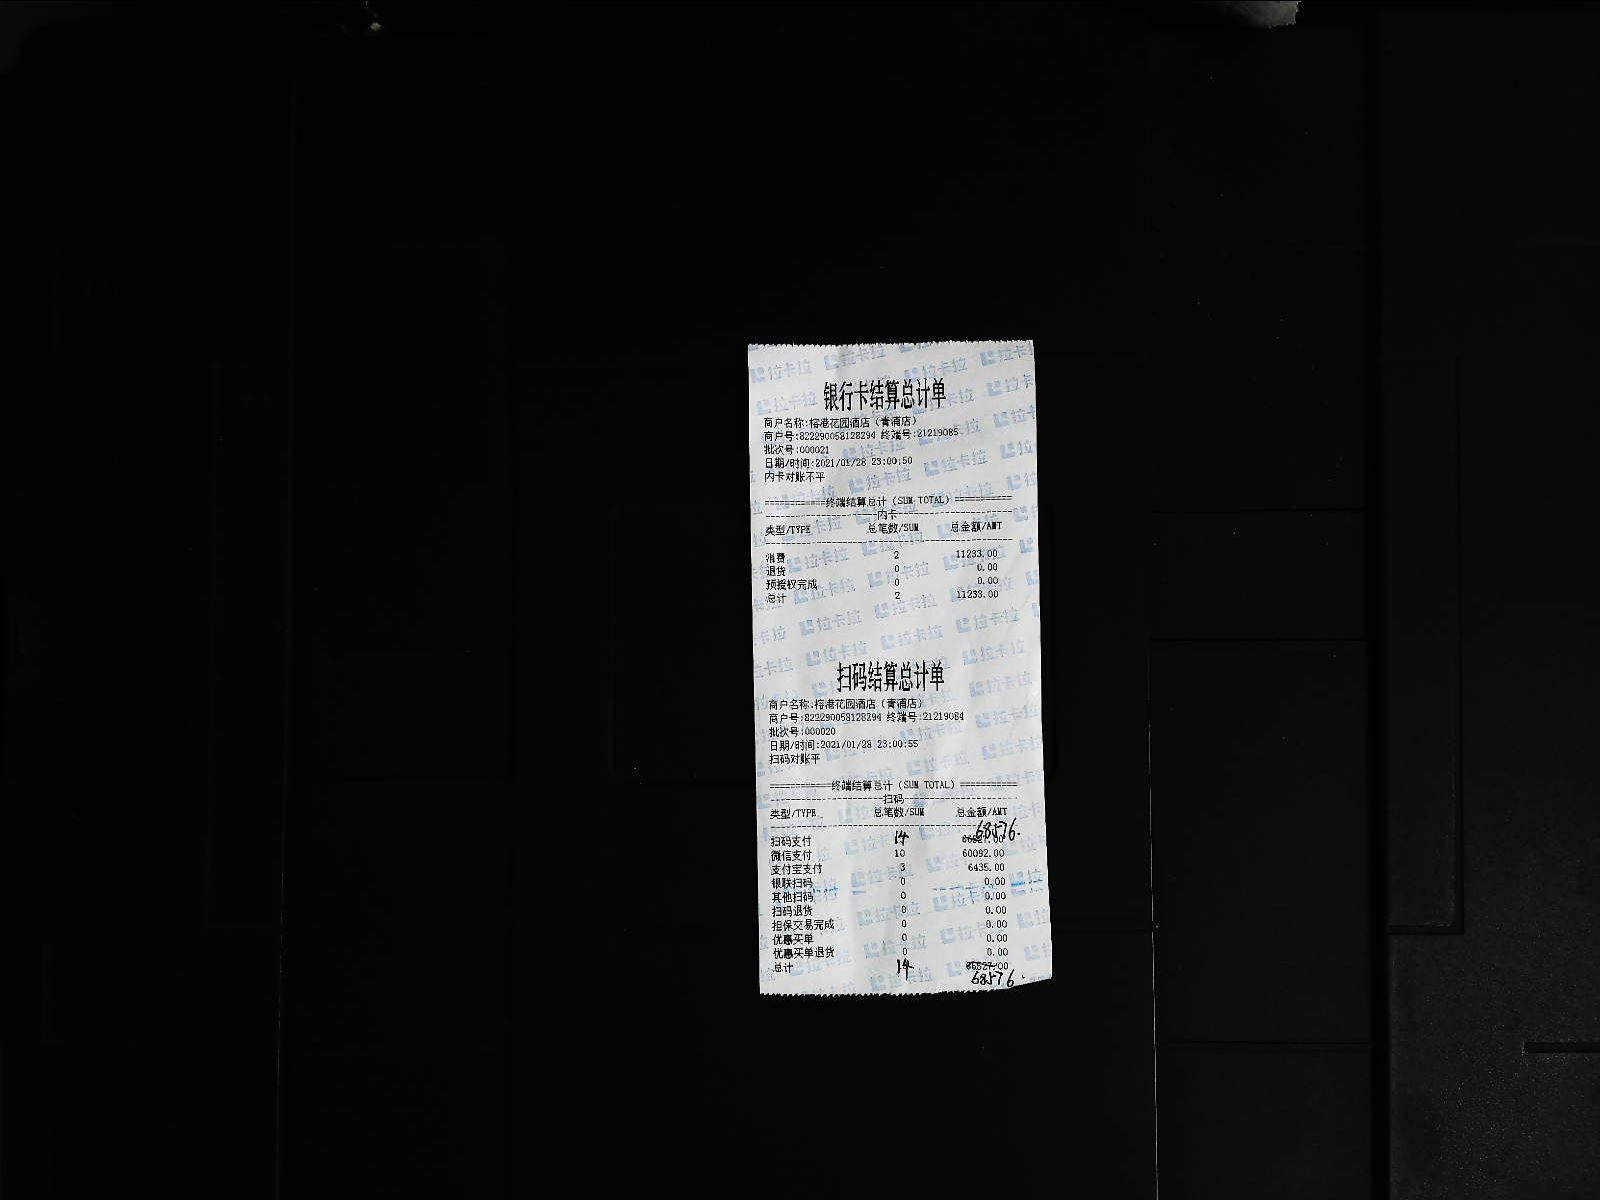 银行卡结算总计单
商户名称:榕港花园酒店(青浦店)
商户号:822290058128294 终端号:21219085
批次号:000021
日期/时间:2021/01/28 23:00:50
内卡对账不平
============终端结算总计(SUM TOTAL)============
内卡
类型/TYPE 总笔数/SUM 总金额/AMT
消费 2 11233.00
退货 0 0.00
预授权完成 0 0.00
总计 2 11233.00
扫码结算总计单
商户名称:榕港花园酒店(青浦店)
商户号:822290058128294 终端号:21219084
批次号:000020
日期/时间:2021/01/28 23:00:55
扫码对账平
============终端结算总计(SUM TOTAL)============
扫码
类型/TYPE 总笔数/SUM 总金额/AMT
68576.
扫码支付 14 66527.00
微信支付 10 60092.00
支付宝支付 3 6435.00
银联扫码 0 0.00
其他扫码 0 0.00
扫码退货 0 0.00
担保交易完成 0 0.00
优惠买单 0 0.00
优惠买单退货 0 0.00
总计 14 66527.00
68576.
拉卡拉